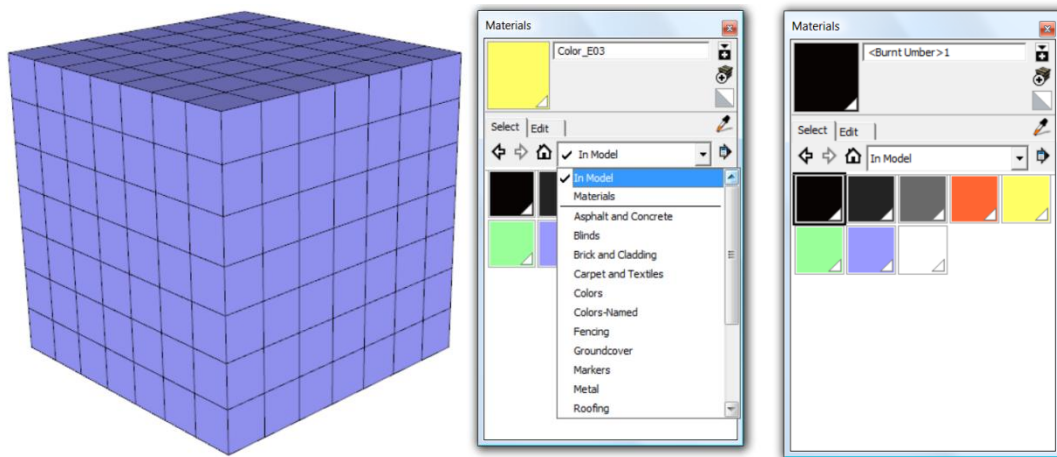 Materials
Color_E03
Select
Edit
In Model
In Model
Materials
Asphalt and Concrete
Blinds
Brick and Cladding
Carpet and Textiles
Colors
Colors-Named
Fencing
Groundcover
Markers
Metal
Roofing
Materials
<Burnt Umber>1
Select
Edit
In Model